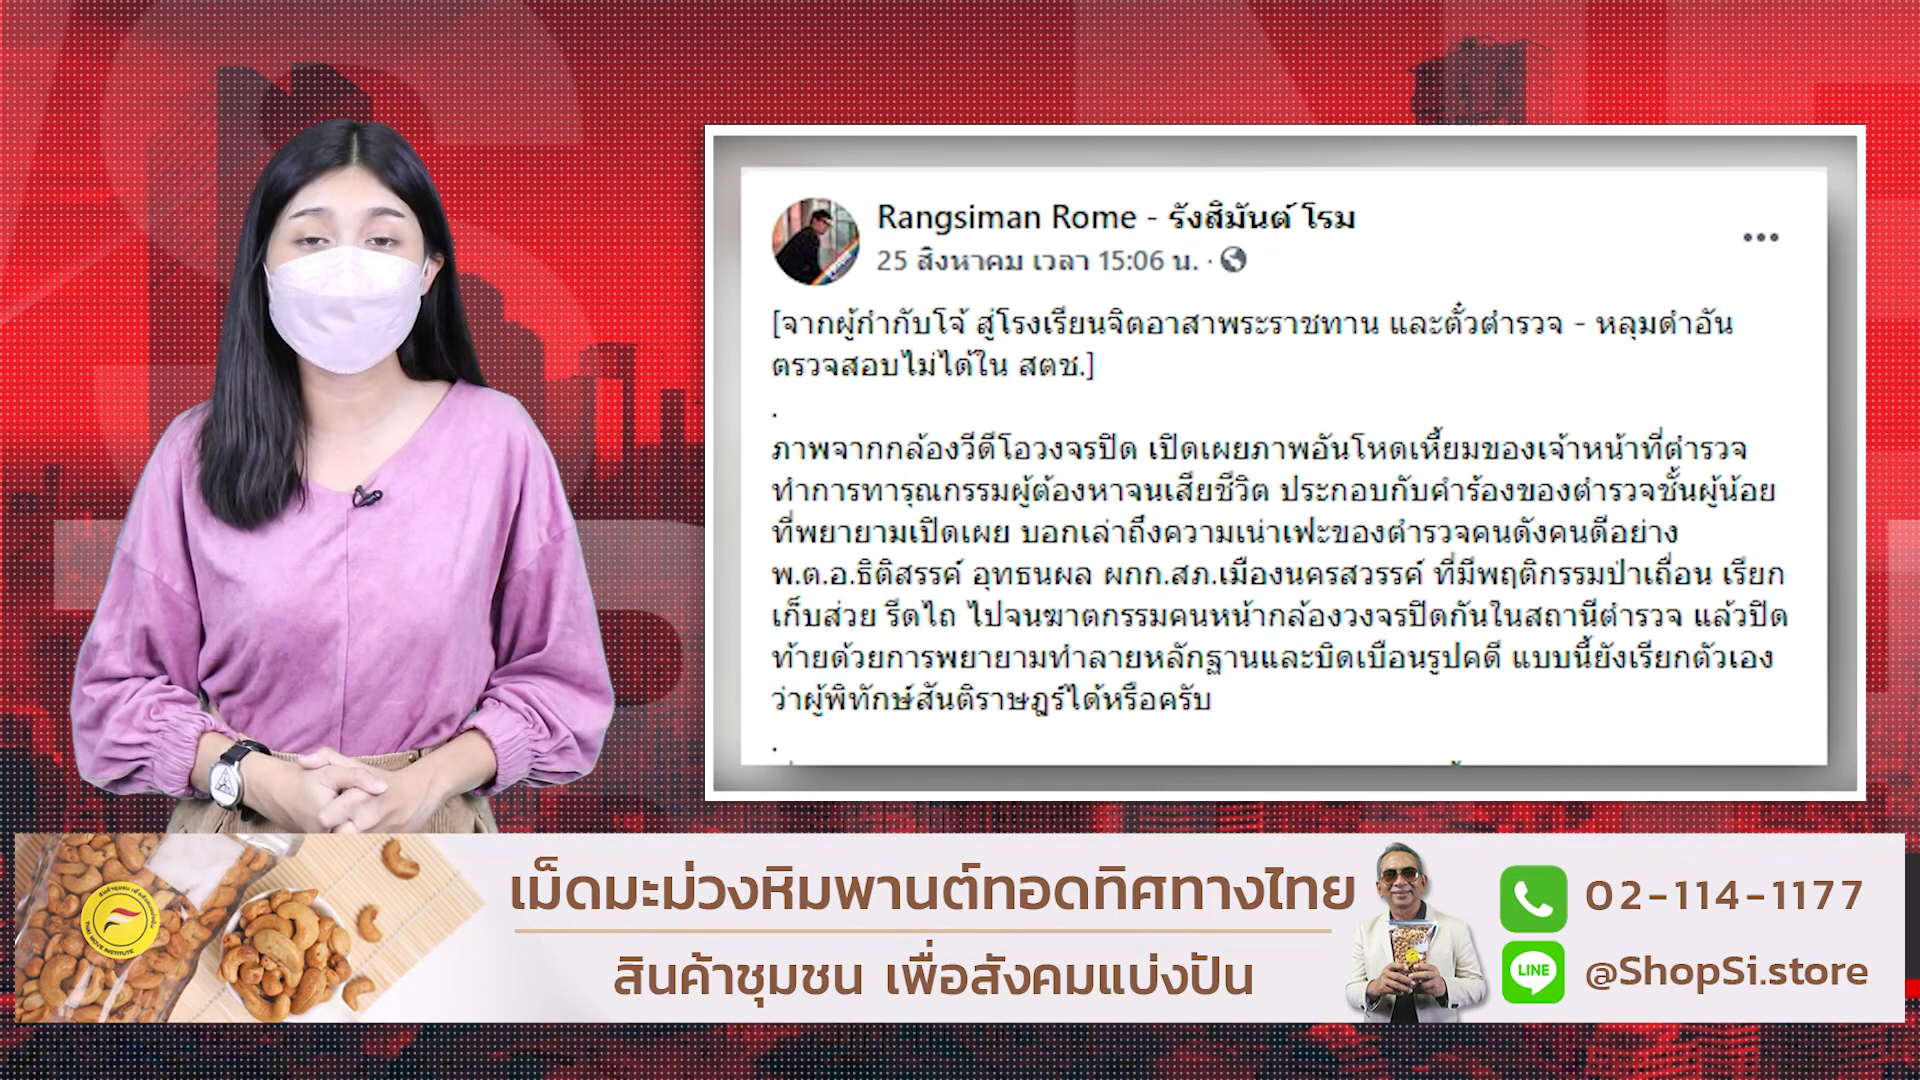 Rangsiman Rome - รังสิมันต์ โรม
25 สิงหาคม เวลา 15:06 น. ·
[จากผู้กำกับโจ้ สู่โรงเรียนจิตอาสาพระราชทาน และตั๋วตำรวจ - หลุมดำอัน
ตรวจสอบไม่ได้ใน สตช.]
.
ภาพจากกล้องวีดีโอวงจรปิด เปิดเผยภาพอันโหดเหี้ยมของเจ้าหน้าที่ตำรวจ
ทำการทารุณกรรมผู้ต้องหาจนเสียชีวิต ประกอบกับคำร้องของตำรวจชั้นผู้น้อย
ที่พยายามเปิดเผย บอกเล่าถึงความเน่าเฟะของตำรวจคนดังคนดีอย่าง
พ.ต.อ.ธิติสรรค์ อุทธนผล ผกก.สภ.เมืองนครสวรรค์ ที่มีพฤติกรรมป่าเถื่อน เรียก
เก็บส่วย รีดไถ ไปจนฆาตกรรมคนหน้ากล้องวงจรปิดกันในสถานีตำรวจ แล้วปิด
ท้ายด้วยการพยายามทำลายหลักฐานและบิดเบือนรูปคดี แบบนี้ยังเรียกตัวเอง
ว่าผู้พิทักษ์สันติราษฎร์ได้หรือครับ
.
เม็ดมะม่วงหิมพานต์ทอดทิศทางไทย
สินค้าชุมชน เพื่อสังคมแบ่งปัน
02-114-1177
LINE
@ShopSi.store
THAI MOVE INSTITUTE